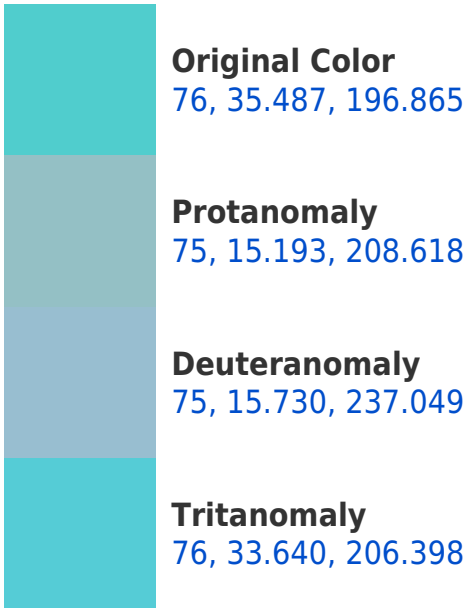 Original Color
76, 35.487, 196.865
Protanomaly
75, 15.193, 208.618
Deuteranomaly
75, 15.730, 237.049
Tritanomaly
76, 33.640, 206.398